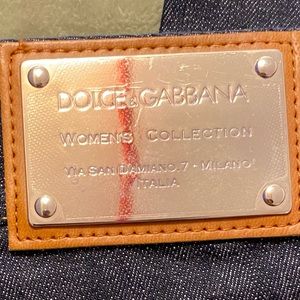 DOLCE&GABBANA
WOMEN'S COLLECTION
VIA SAN DAMIANO.7 - MILANO
ITALIA